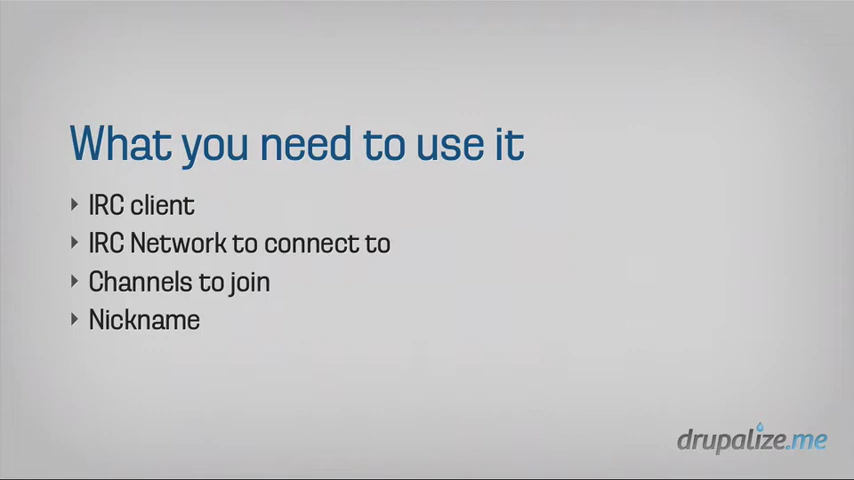 What you need to use it
IRC client
IRC Network to connect to
Channels to join
Nickname
drupalize.me